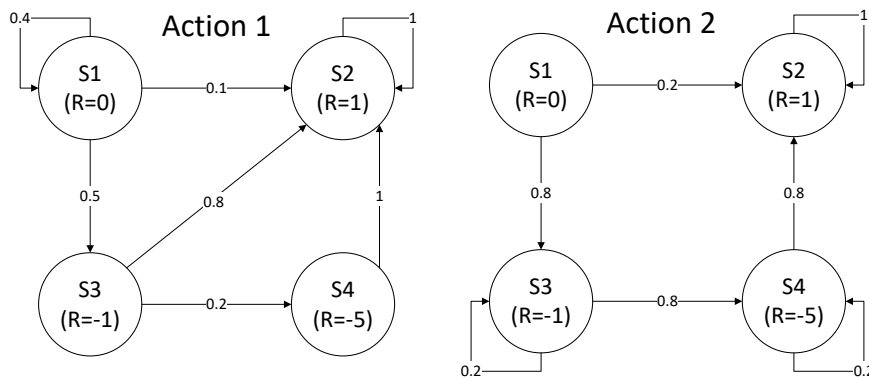 Action 1
0.4
1
S1
(R=0)
S2
(R=1)
0.1
0.5
0.8
1
S3
(R=-1)
S4
(R=-5)
0.2
Action 2
1
S1
(R=0)
S2
(R=1)
0.2
0.8
0.8
S3
(R=-1)
S4
(R=-5)
0.8
0.2
0.2